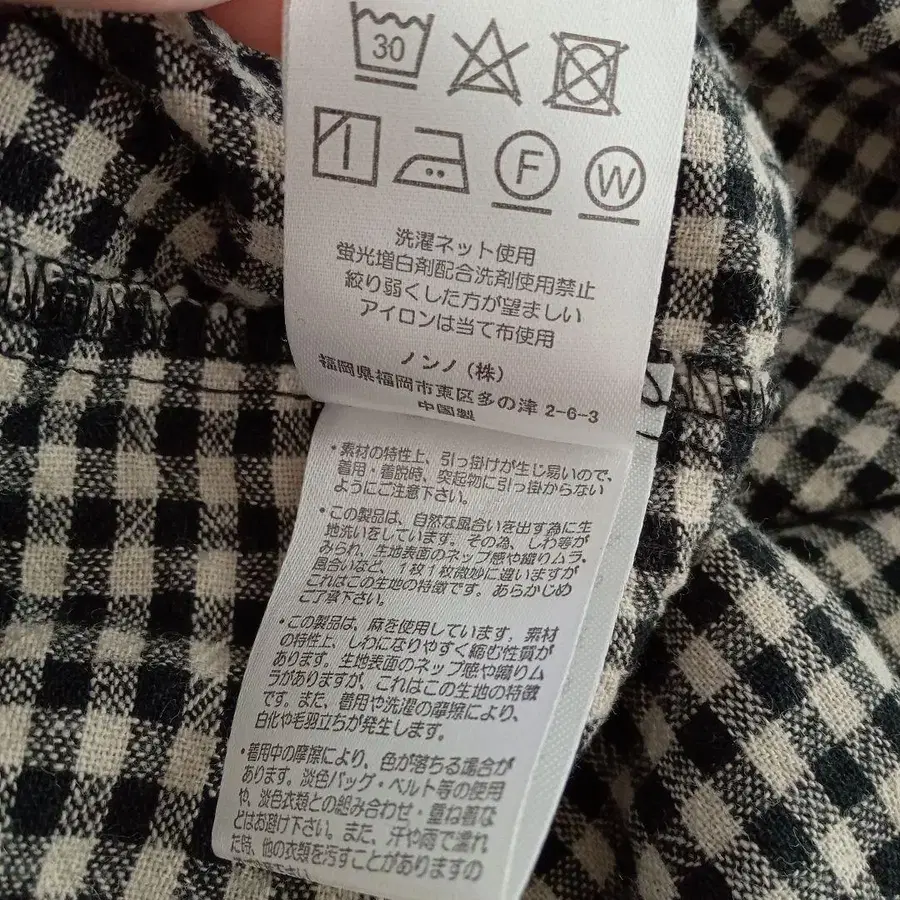 30
F
W
洗濯ネット使用
蛍光増白剤配合洗剤使用禁止
絞り弱くした方が望ましい
アイロンは当て布使用
ノンノ(株)
福岡県福岡市東区多の津 2-6-3
中国製
・素材の特性上、引っ掛けが生じ易いので、
着用・着脱時、突起物に引っ掛からない
ようにご注意下さい。
・この製品は、自然な風合いを出す為に生
地洗いをしています。その為、しわ等が
みられ、生地表面のネップ感や織りムラ、
風合いなど、1枚1枚微妙に違いますが
これはこの生地の特徴です。あらかじめ
ご了承下さい。
・この製品は、麻を使用しています。素材
の特性上、しわになりやすく縮む性質が
あります。生地表面のネップ感や織りム
ラがありますが、これはこの生地の特徴
です。また、着用や洗濯の摩擦により、
白化や毛羽立ちが発生します。
・着用中の摩擦により、色が落ちる場合が
あります。淡色バッグ・ベルト等の使用
や、淡色衣類との組み合わせ・重ね着な
どはお避け下さい。また、汗や雨で濡れ
た時、他の衣類を汚すことがありますの